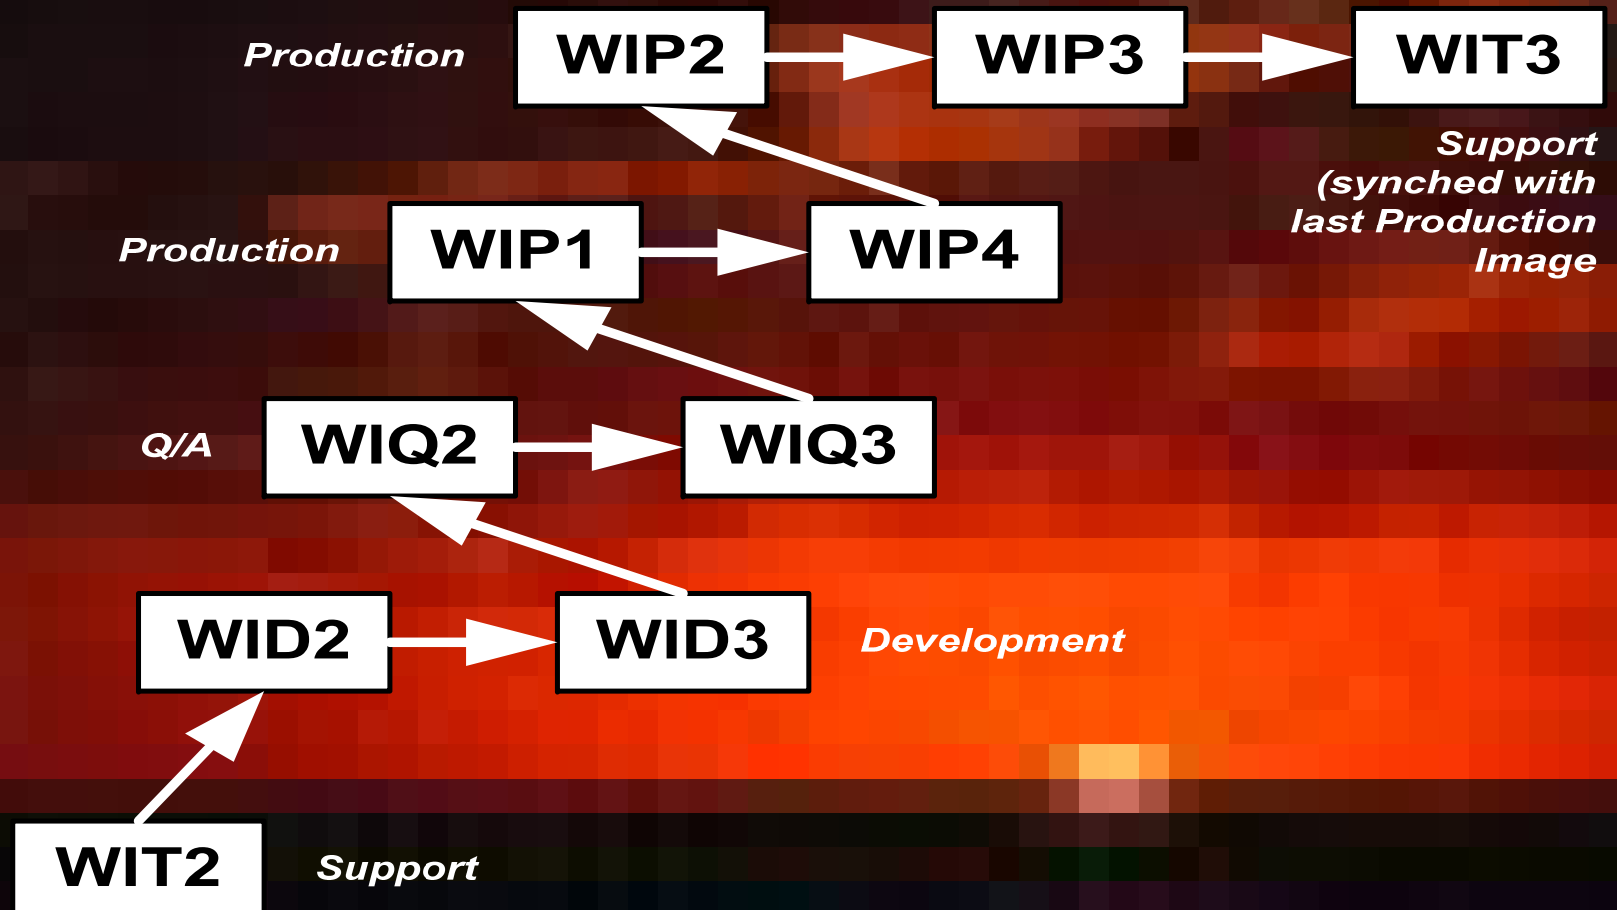 Production
WIP2
WIP3
WIT3
Support
(synched with
last Production
Image
Production
WIP1
WIP4
Q/A
WIQ2
WIQ3
WID2
WID3
Development
WIT2
Support